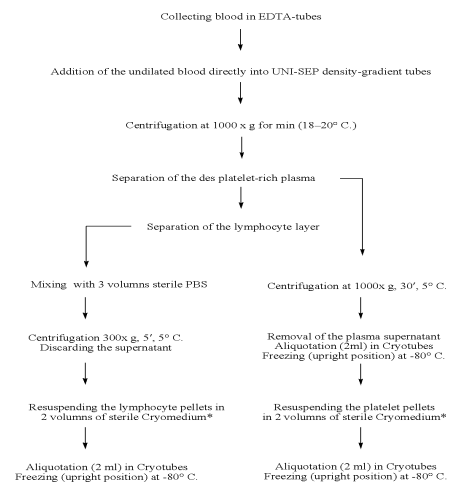 Collecting blood in EDTA-tubes
Addition of the undilated blood directly into UNI-SEP density-gradient tubes
Centrifugation at 1000 x g for min (18–20° C.)
Separation of the des platelet-rich plasma
Separation of the lymphocyte layer
Mixing with 3 volums sterile PBS
Centrifugation 300x g, 5′, 5° C.
Discarding the supernatant
Resuspending the lymphocyte pellets in
2 volumes of sterile Cryomedium*
Aliquotation (2 ml) in Cryotubes
Freezing (upright position) at -80° C.
Centrifugation at 1000x g, 30′, 5° C.
Removal of the plasma supernatant
Aliquotation (2ml) in Cryotubes
Freezing (upright position) at -80° C.
Resuspending the platelet pellets
in 2 volumes of sterile Cryomedium*
Aliquotation (2 ml) in Cryotubes
Freezing (upright position) at -80° C.